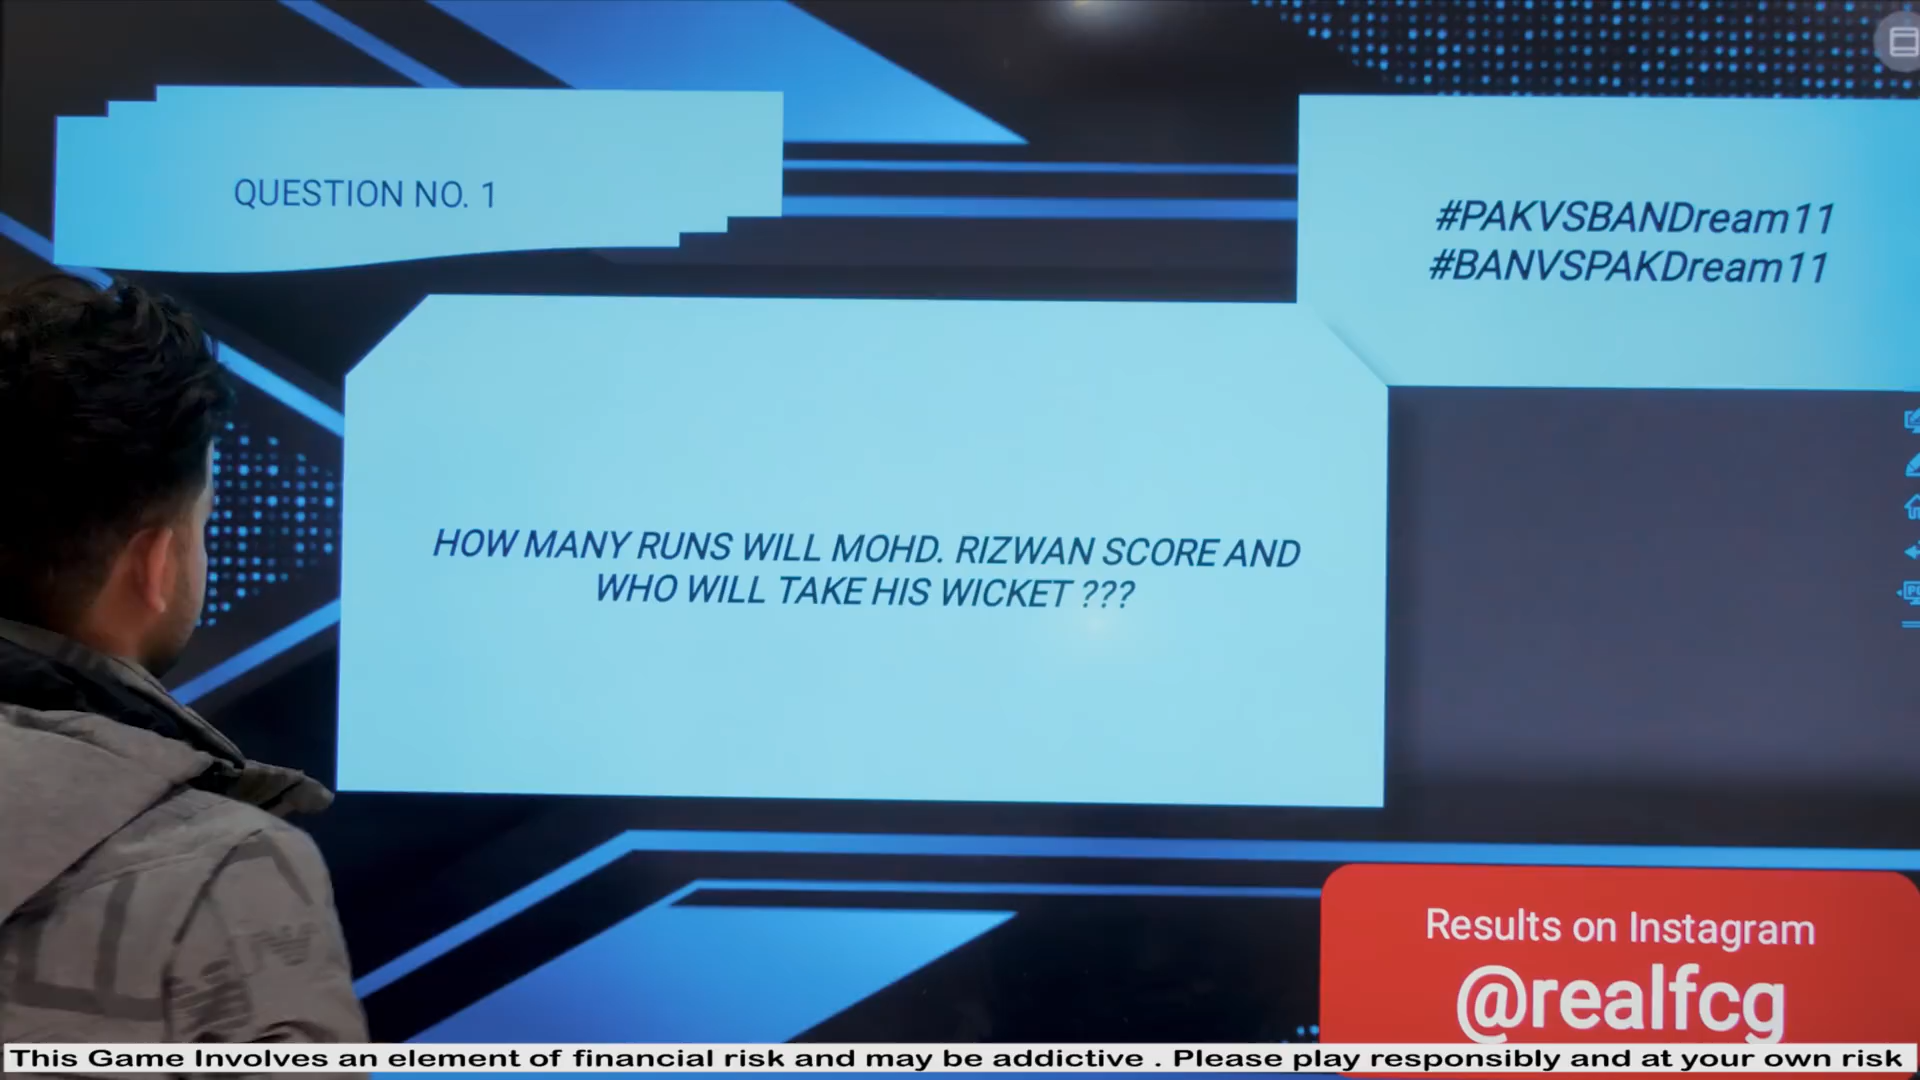 QUESTION NO. 1
#PAKVSBANDream11
#BANVSPAKDream11
HOW MANY RUNS WILL MOHD. RIZWAN SCORE AND
WHO WILL TAKE HIS WICKET ???
Results on Instagram
@realfcg
This Game Involves an element of financial risk and may be addictive . Please play responsibly and at your own risk